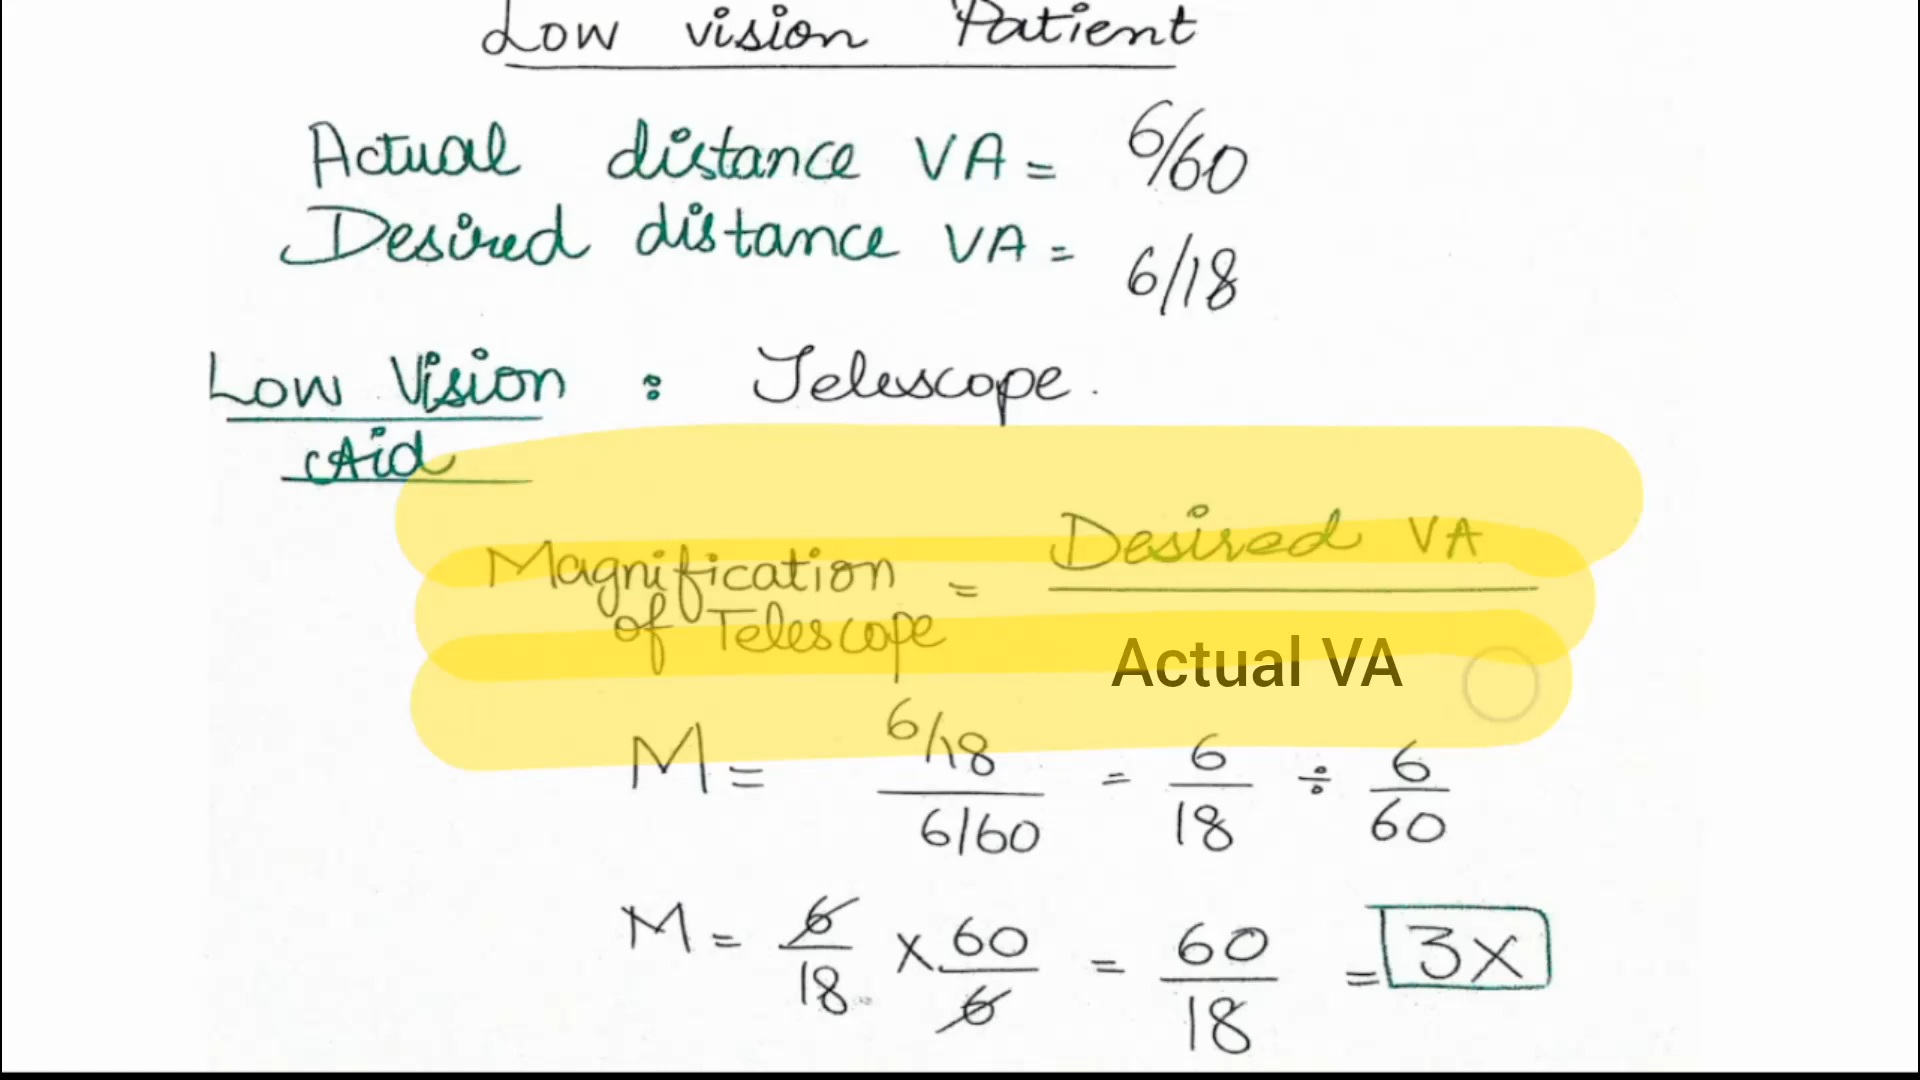 Low vision Patient
Actual distance VA = 6/60
Desired distance VA = 6/18
Low Vision : Telescope.
Aid
Magnification of Telescope = Desired VA
Actual VA
M = 6/18 / 6/60 = 6/18 ÷ 6/60
M = 6/18 x 60/6 = 60/18 = 3x